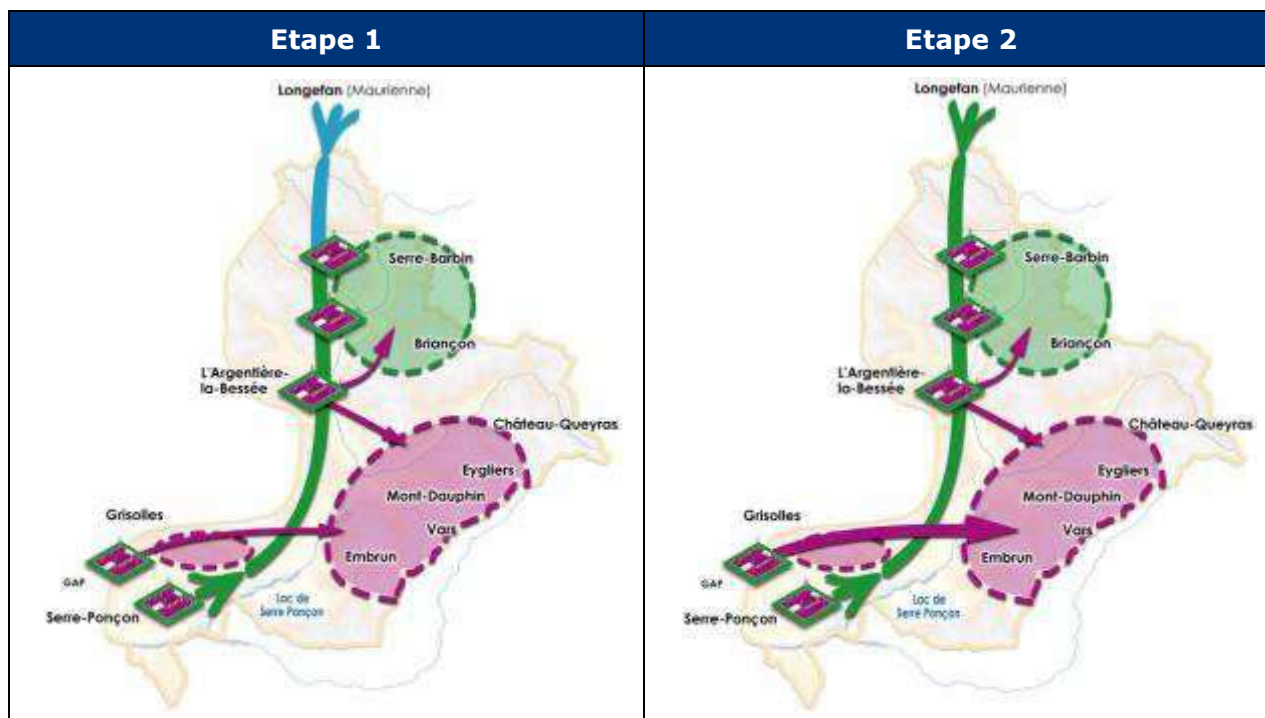 Etape 1
Longefan (Maurienne)
Serre-Barbin
Briançon
L'Argentière-
la-Bessée
Château-Queyras
Eygliers
Mont-Dauphin
Grisolles
Vars
Embrun
GAP
Lac de
Serre Ponçon
Serre-Ponçon
Etape 2
Longefan (Maurienne)
Serre-Barbin
Briançon
L'Argentière-
la-Bessée
Château-Queyras
Eygliers
Mont-Dauphin
Grisolles
Vars
Embrun
GAP
Lac de
Serre Ponçon
Serre-Ponçon